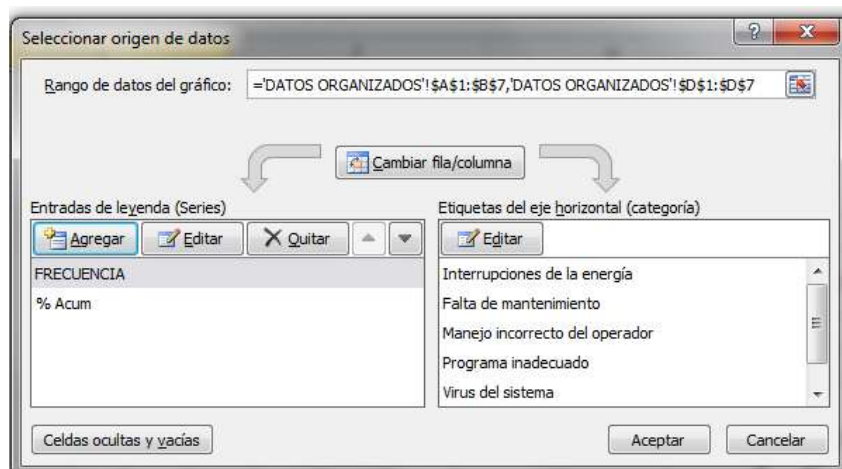 Seleccionar origen de datos
Rango de datos del gráfico: ='DATOS ORGANIZADOS'!$A$1:$B$7,'DATOS ORGANIZADOS'!$D$1:$D$7
Cambiar fila/columna
Entradas de leyenda (Series)
Agregar Editar Quitar
FRECUENCIA
% Acum
Etiquetas del eje horizontal (categoría)
Editar
Interrupciones de la energía
Falta de mantenimiento
Manejo incorrecto del operador
Programa inadecuado
Virus del sistema
Celdas ocultas y vacías
Aceptar Cancelar